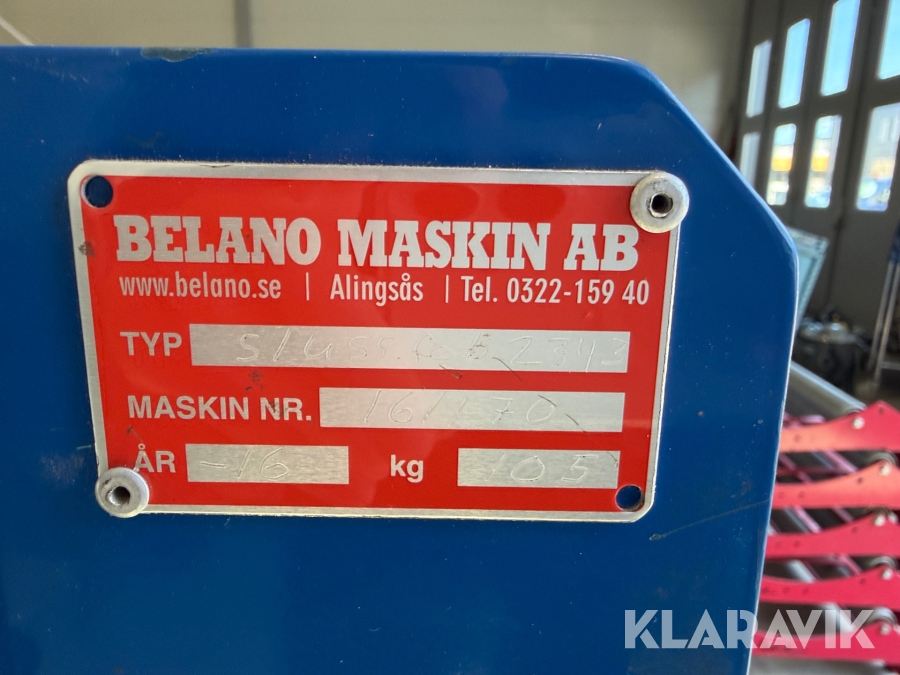 BELANO MASKIN AB
www.belano.se | Alingsås | Tel. 0322-159 40
TYP
MASKIN NR.
ÅR -16 kg 105
KLARAVIK